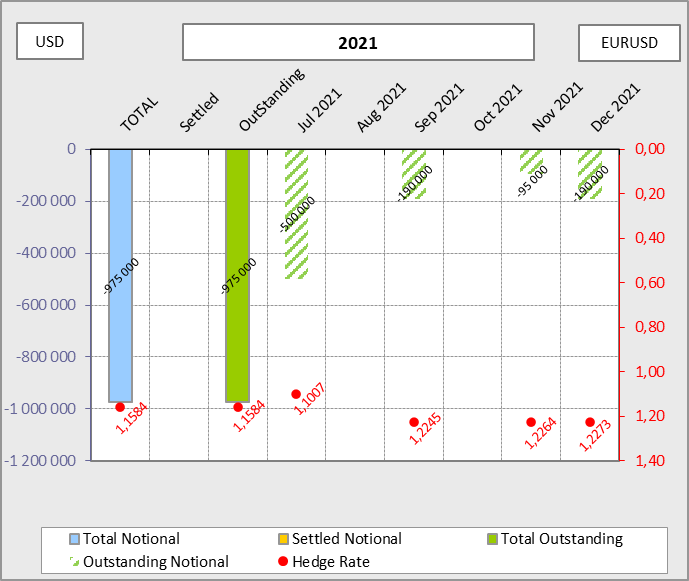 USD
2021
EURUSD
TOTAL
Settled
OutStanding
Jul 2021
Aug 2021
Sep 2021
Oct 2021
Nov 2021
Dec 2021
0
-200 000
-400 000
-600 000
-800 000
-1 000 000
-1 200 000
0,00
0,20
0,40
0,60
0,80
1,00
1,20
1,40
-975 000
-975 000
-500 000
-190 000
-95 000
-190 000
1,1584
1,1584
1,1007
1,2245
1,2264
1,2273
Total Notional
Settled Notional
Total Outstanding
Outstanding Notional
Hedge Rate